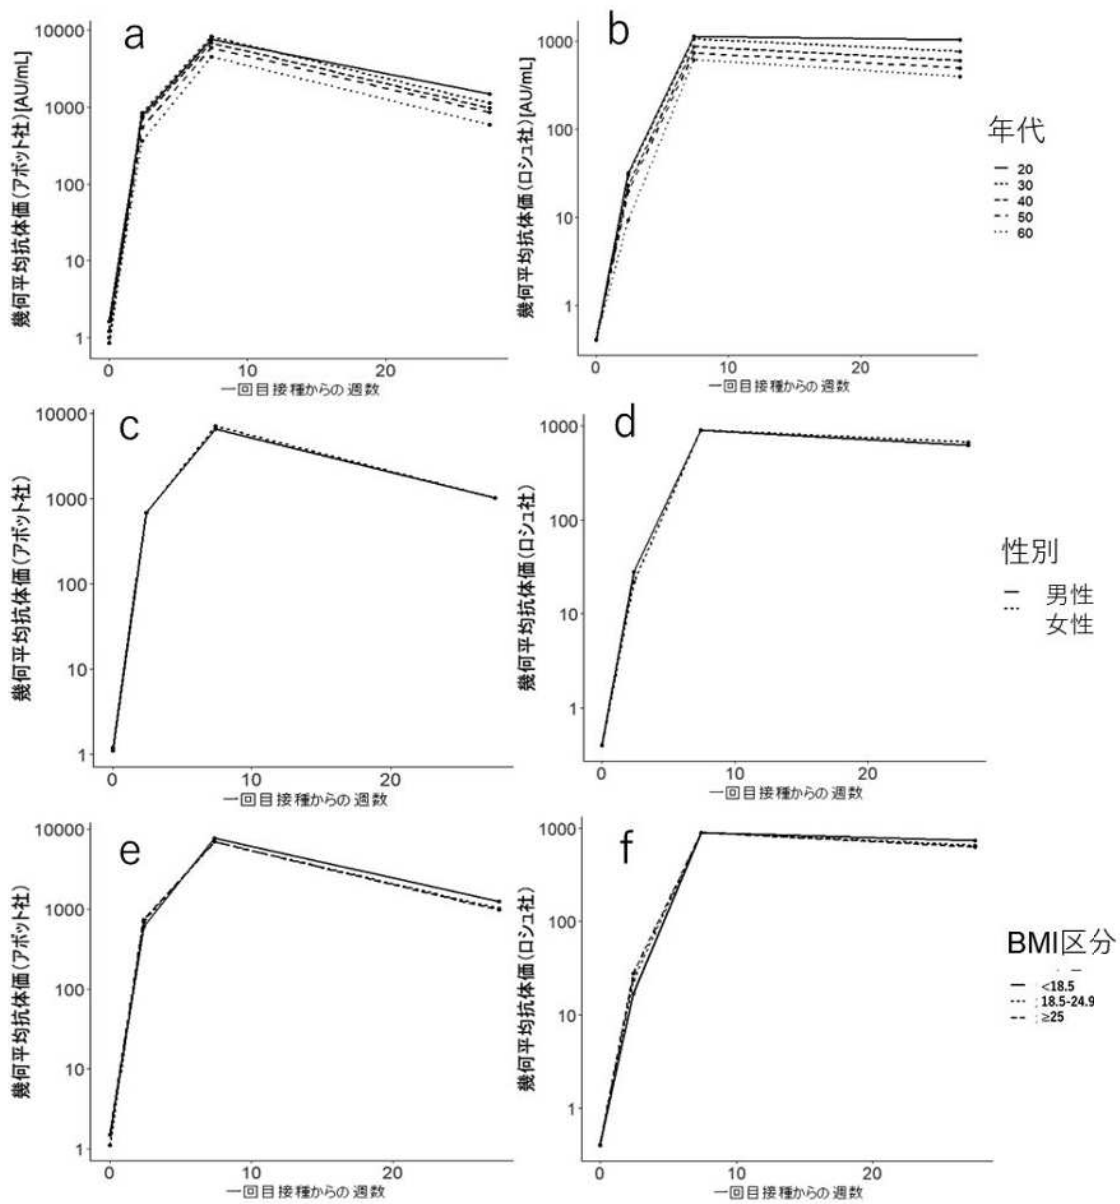 a
10000
1000
100
10
1
0
10
20
幾何平均抗体価(アボット社)[AU/mL]
一回目接種からの週数
b
1000
100
10
1
0
10
20
幾何平均抗体価(ロシュ社)[AU/mL]
一回目接種からの週数
年代
20
30
40
50
60
c
10000
1000
100
10
1
0
10
20
幾何平均抗体価(アボット社)
一回目接種からの週数
d
1000
100
10
1
0
10
20
幾何平均抗体価(ロシュ社)
一回目接種からの週数
性別
男性
女性
e
10000
1000
100
10
1
0
10
20
幾何平均抗体価(アボット社)
一回目接種からの週数
f
1000
100
10
1
0
10
20
幾何平均抗体価(ロシュ社)
一回目接種からの週数
BMI区分
<18.5
18.5-24.9
≥25